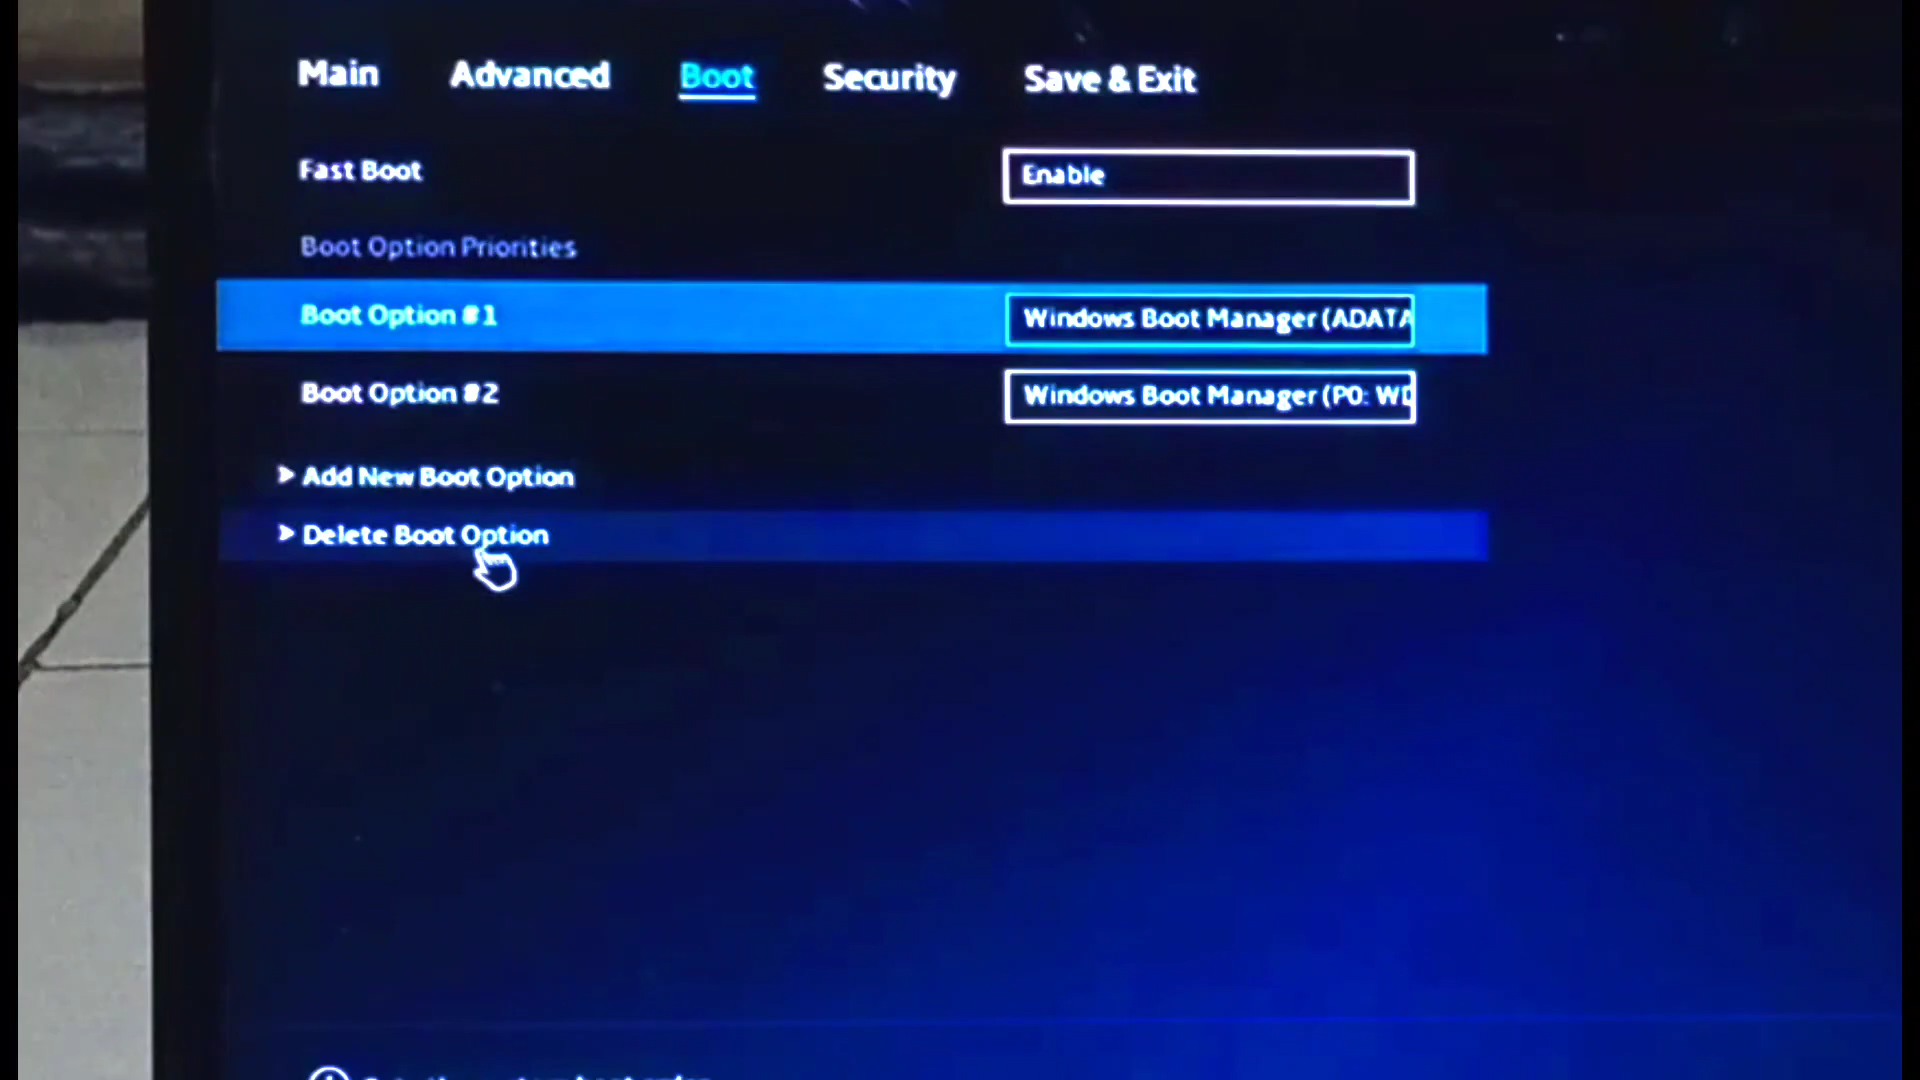 Main Advanced Boot Security Save & Exit
Fast Boot Enable
Boot Option Priorities
Boot Option #1 Windows Boot Manager (ADATA
Boot Option #2 Windows Boot Manager (P0: WD
> Add New Boot Option
> Delete Boot Option